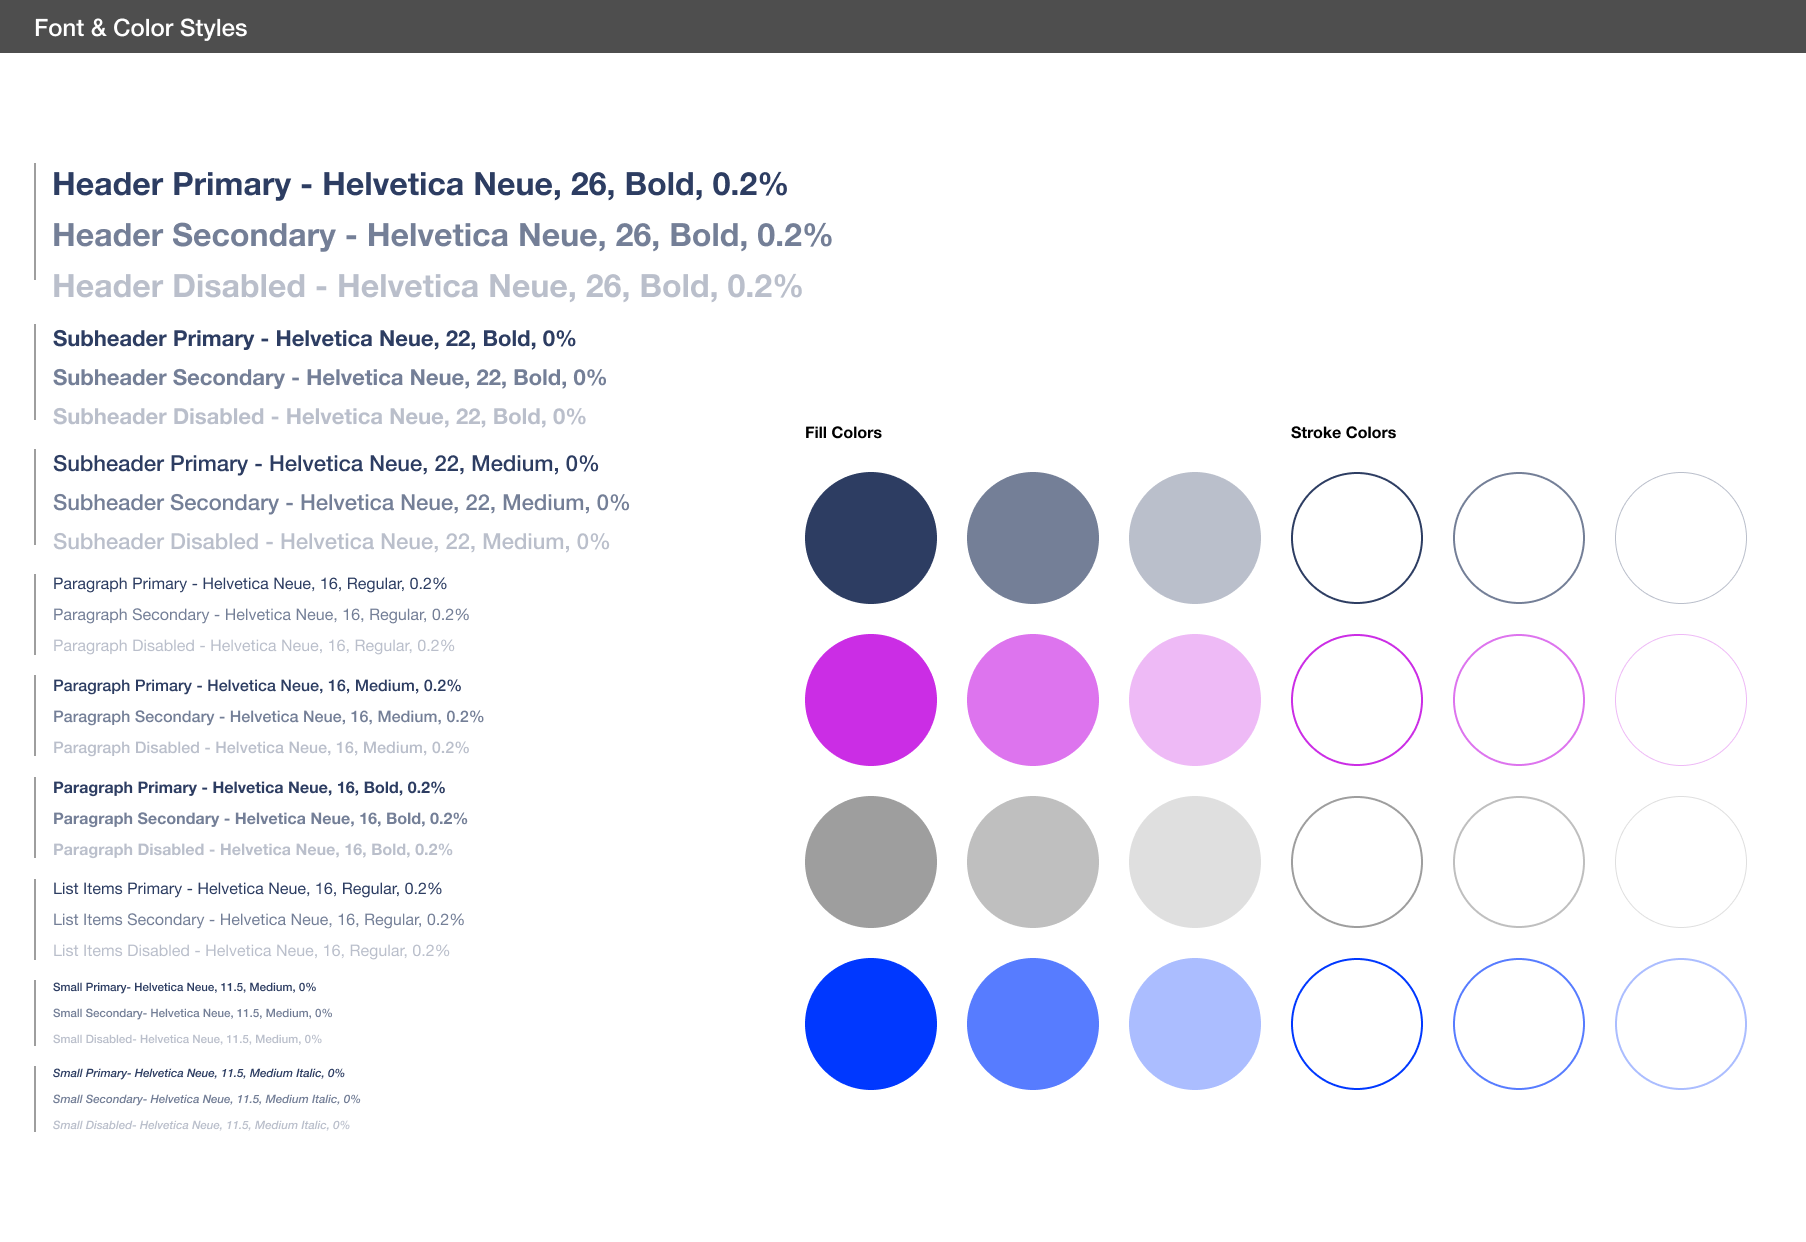 Font & Color Styles
Header Primary - Helvetica Neue, 26, Bold, 0.2%
Header Secondary - Helvetica Neue, 26, Bold, 0.2%
Header Disabled - Helvetica Neue, 26, Bold, 0.2%
Subheader Primary - Helvetica Neue, 22, Bold, 0%
Subheader Secondary - Helvetica Neue, 22, Bold, 0%
Subheader Disabled - Helvetica Neue, 22, Bold, 0%
Subheader Primary - Helvetica Neue, 22, Medium, 0%
Subheader Secondary - Helvetica Neue, 22, Medium, 0%
Subheader Disabled - Helvetica Neue, 22, Medium, 0%
Paragraph Primary - Helvetica Neue, 16, Regular, 0.2%
Paragraph Secondary - Helvetica Neue, 16, Regular, 0.2%
Paragraph Disabled - Helvetica Neue, 16, Regular, 0.2%
Paragraph Primary - Helvetica Neue, 16, Medium, 0.2%
Paragraph Secondary - Helvetica Neue, 16, Medium, 0.2%
Paragraph Disabled - Helvetica Neue, 16, Medium, 0.2%
Paragraph Primary - Helvetica Neue, 16, Bold, 0.2%
Paragraph Secondary - Helvetica Neue, 16, Bold, 0.2%
Paragraph Disabled - Helvetica Neue, 16, Bold, 0.2%
List Items Primary - Helvetica Neue, 16, Regular, 0.2%
List Items Secondary - Helvetica Neue, 16, Regular, 0.2%
List Items Disabled - Helvetica Neue, 16, Regular, 0.2%
Small Primary- Helvetica Neue, 11.5, Medium, 0%
Small Secondary- Helvetica Neue, 11.5, Medium, 0%
Small Disabled- Helvetica Neue, 11.5, Medium, 0%
Small Primary- Helvetica Neue, 11.5, Medium Italic, 0%
Small Secondary- Helvetica Neue, 11.5, Medium Italic, 0%
Small Disabled- Helvetica Neue, 11.5, Medium Italic, 0%
Fill Colors
Stroke Colors